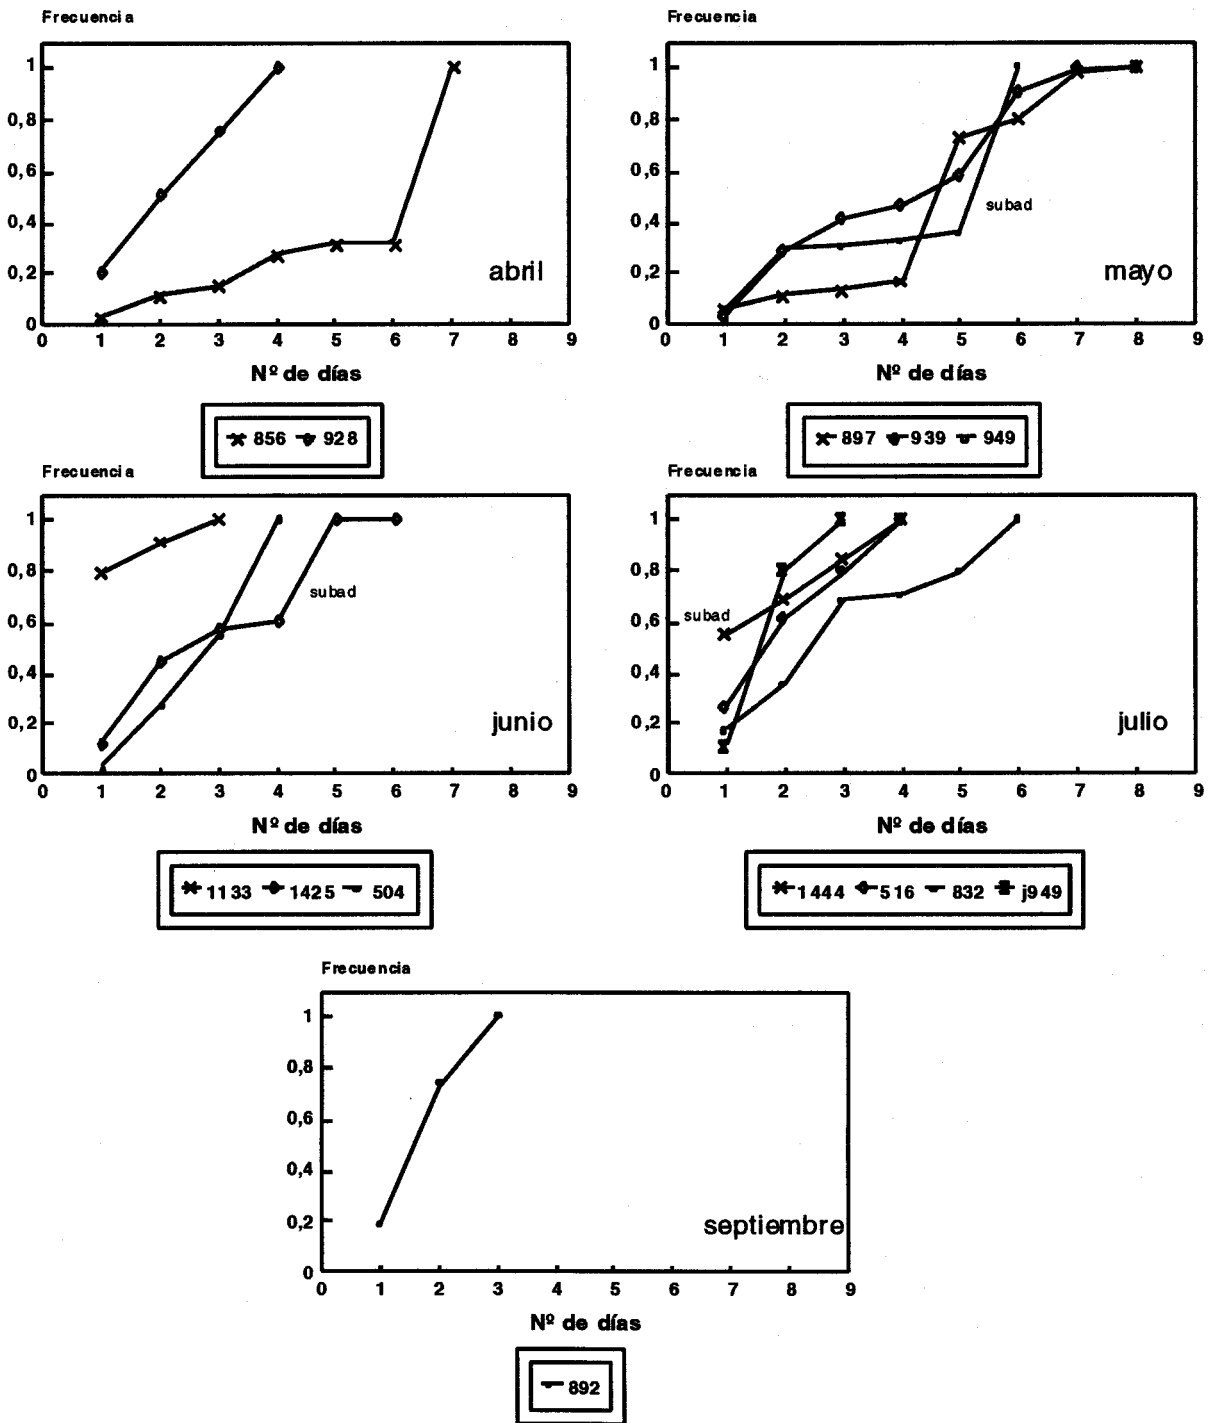 Frecuencia
1
0,8
0,6
0,4
0,2
0
0 1 2 3 4 5 6 7 8 9
abril
Nº de días
856 928
Frecuencia
1
0,8
0,6
0,4
0,2
0
0 1 2 3 4 5 6 7 8 9
subad
mayo
Nº de días
897 939 949
Frecuencia
1
0,8
0,6
0,4
0,2
0
0 1 2 3 4 5 6 7 8 9
subad
junio
Nº de días
1133 1425 504
Frecuencia
1
0,8
0,6
0,4
0,2
0
0 1 2 3 4 5 6 7 8 9
subad
julio
Nº de días
1444 516 832 j949
Frecuencia
1
0,8
0,6
0,4
0,2
0
0 1 2 3 4 5 6 7 8 9
septiembre
Nº de días
892